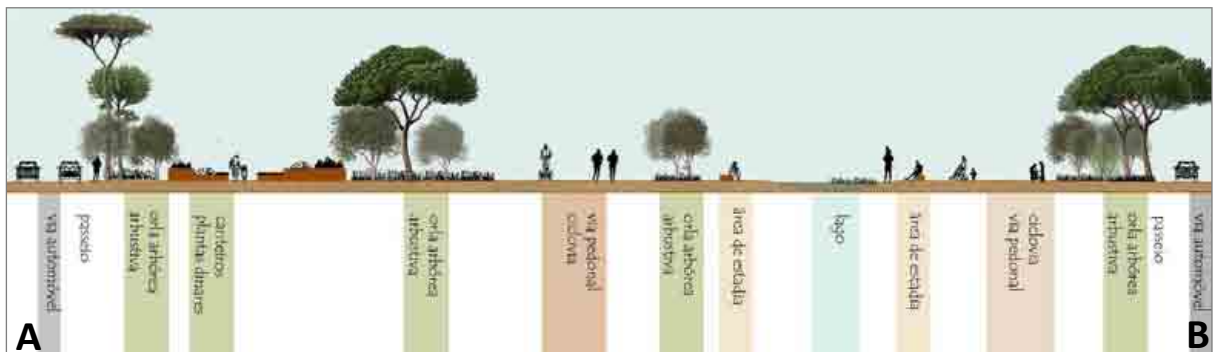 via automóvel
passeio
orla arbórea
arbustiva
canteiros
plantas dunares
orla arbórea
arbustiva
via pedonal
ciclovia
orla arbórea
arbustiva
área de estadia
lago
área de estadia
ciclovia
via pedonal
orla arbórea
arbustiva
passeio
via automóvel
A
B